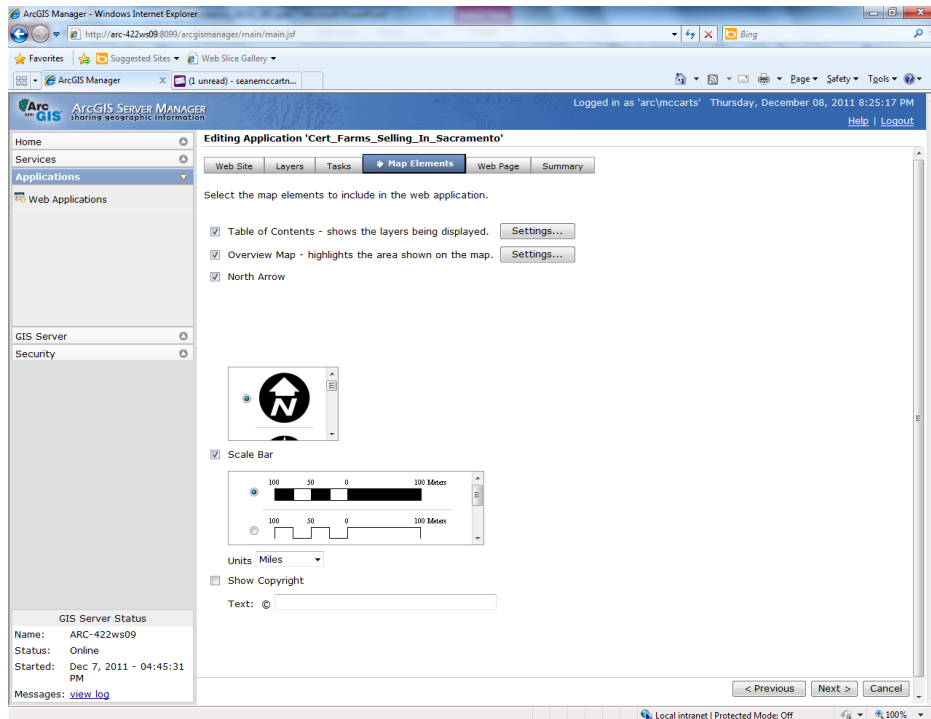 ArcGIS Manager - Windows Internet Explorer
http://arc-422ws09:8099/arcgismanager/main/main.jsf
Bing
Favorites Suggested Sites Web Slice Gallery
ArcGIS Manager X (1 unread) - seanemccartn... Page Safety Tools
Arc GIS ArcGIS Server Manager Logged in as 'arc\mccarts' Thursday, December 08, 2011 8:25:17 PM
sharing geographic information Help | Logout
Home
Services
Applications
Web Applications
GIS Server
Security
GIS Server Status
Name: ARC-422ws09
Status: Online
Started: Dec 7, 2011 - 04:45:31
PM
Messages: view log
Editing Application 'Cert_Farms_Selling_In_Sacramento'
Web Site Layers Tasks Map Elements Web Page Summary
Select the map elements to include in the web application.
Table of Contents - shows the layers being displayed. Settings...
Overview Map - highlights the area shown on the map. Settings...
North Arrow
N
Scale Bar
100 50 0 100 Meters
100 50 0 100 Meters
Units Miles
Show Copyright
Text: ©
< Previous Next > Cancel
Local intranet | Protected Mode: Off 100%